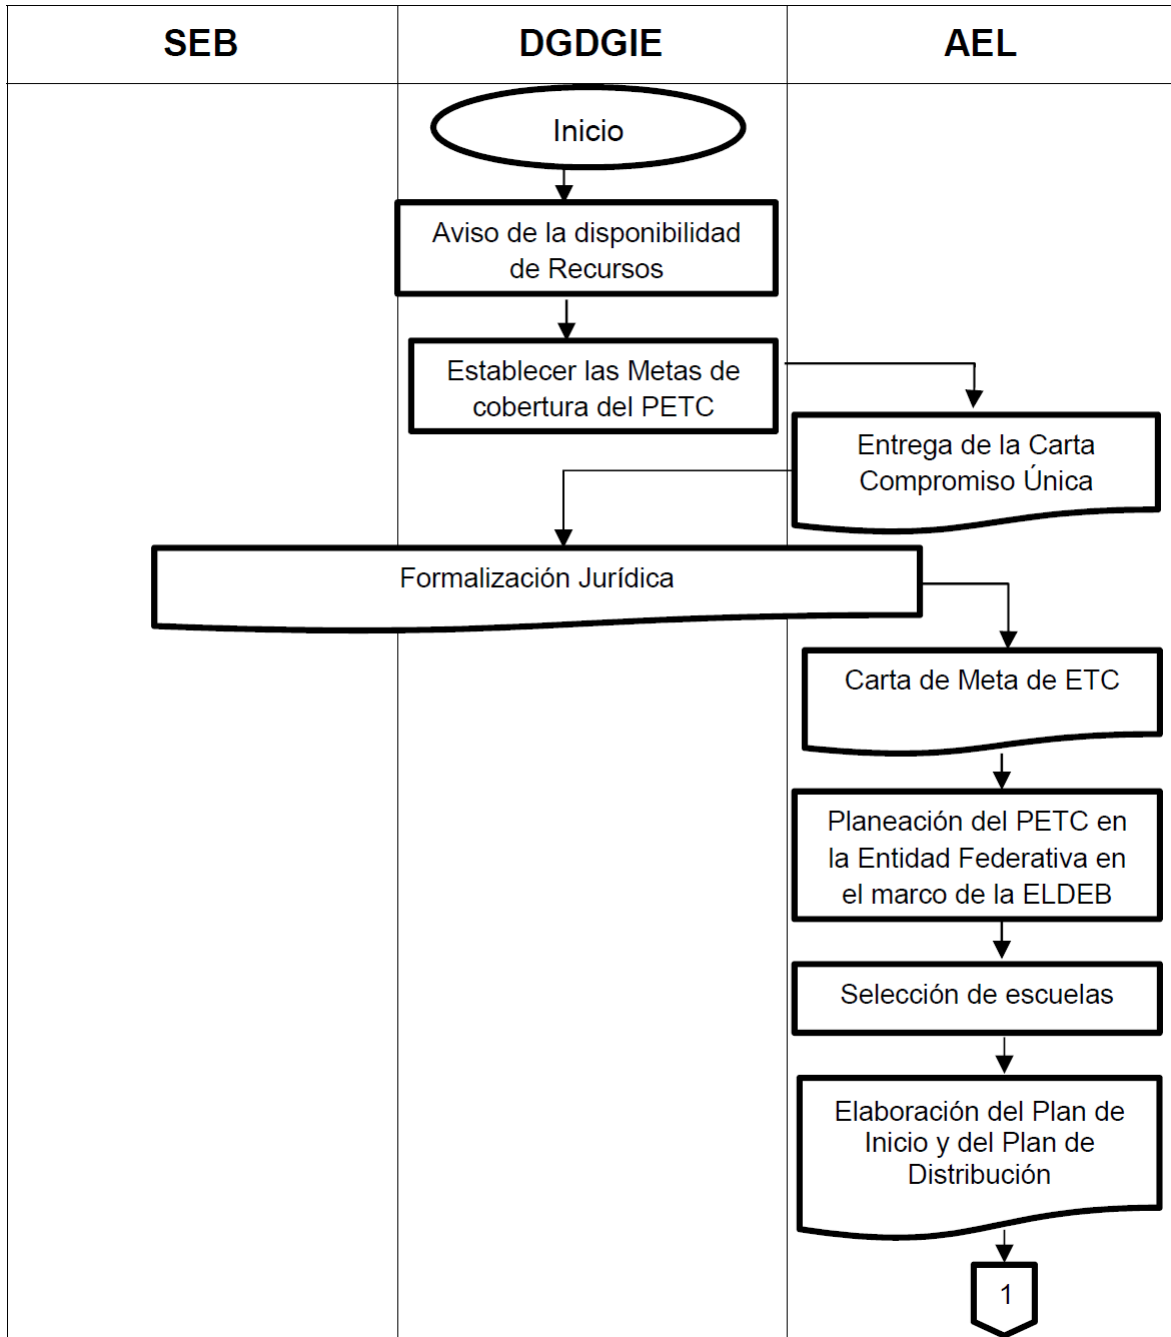 SEB
DGDGIE
AEL
Inicio
Aviso de la disponibilidad
de Recursos
Establecer las Metas de
cobertura del PETC
Entrega de la Carta
Compromiso Única
Formalización Jurídica
Carta de Meta de ETC
Planeación del PETC en
la Entidad Federativa en
el marco de la ELDEB
Selección de escuelas
Elaboración del Plan de
Inicio y del Plan de
Distribución
1